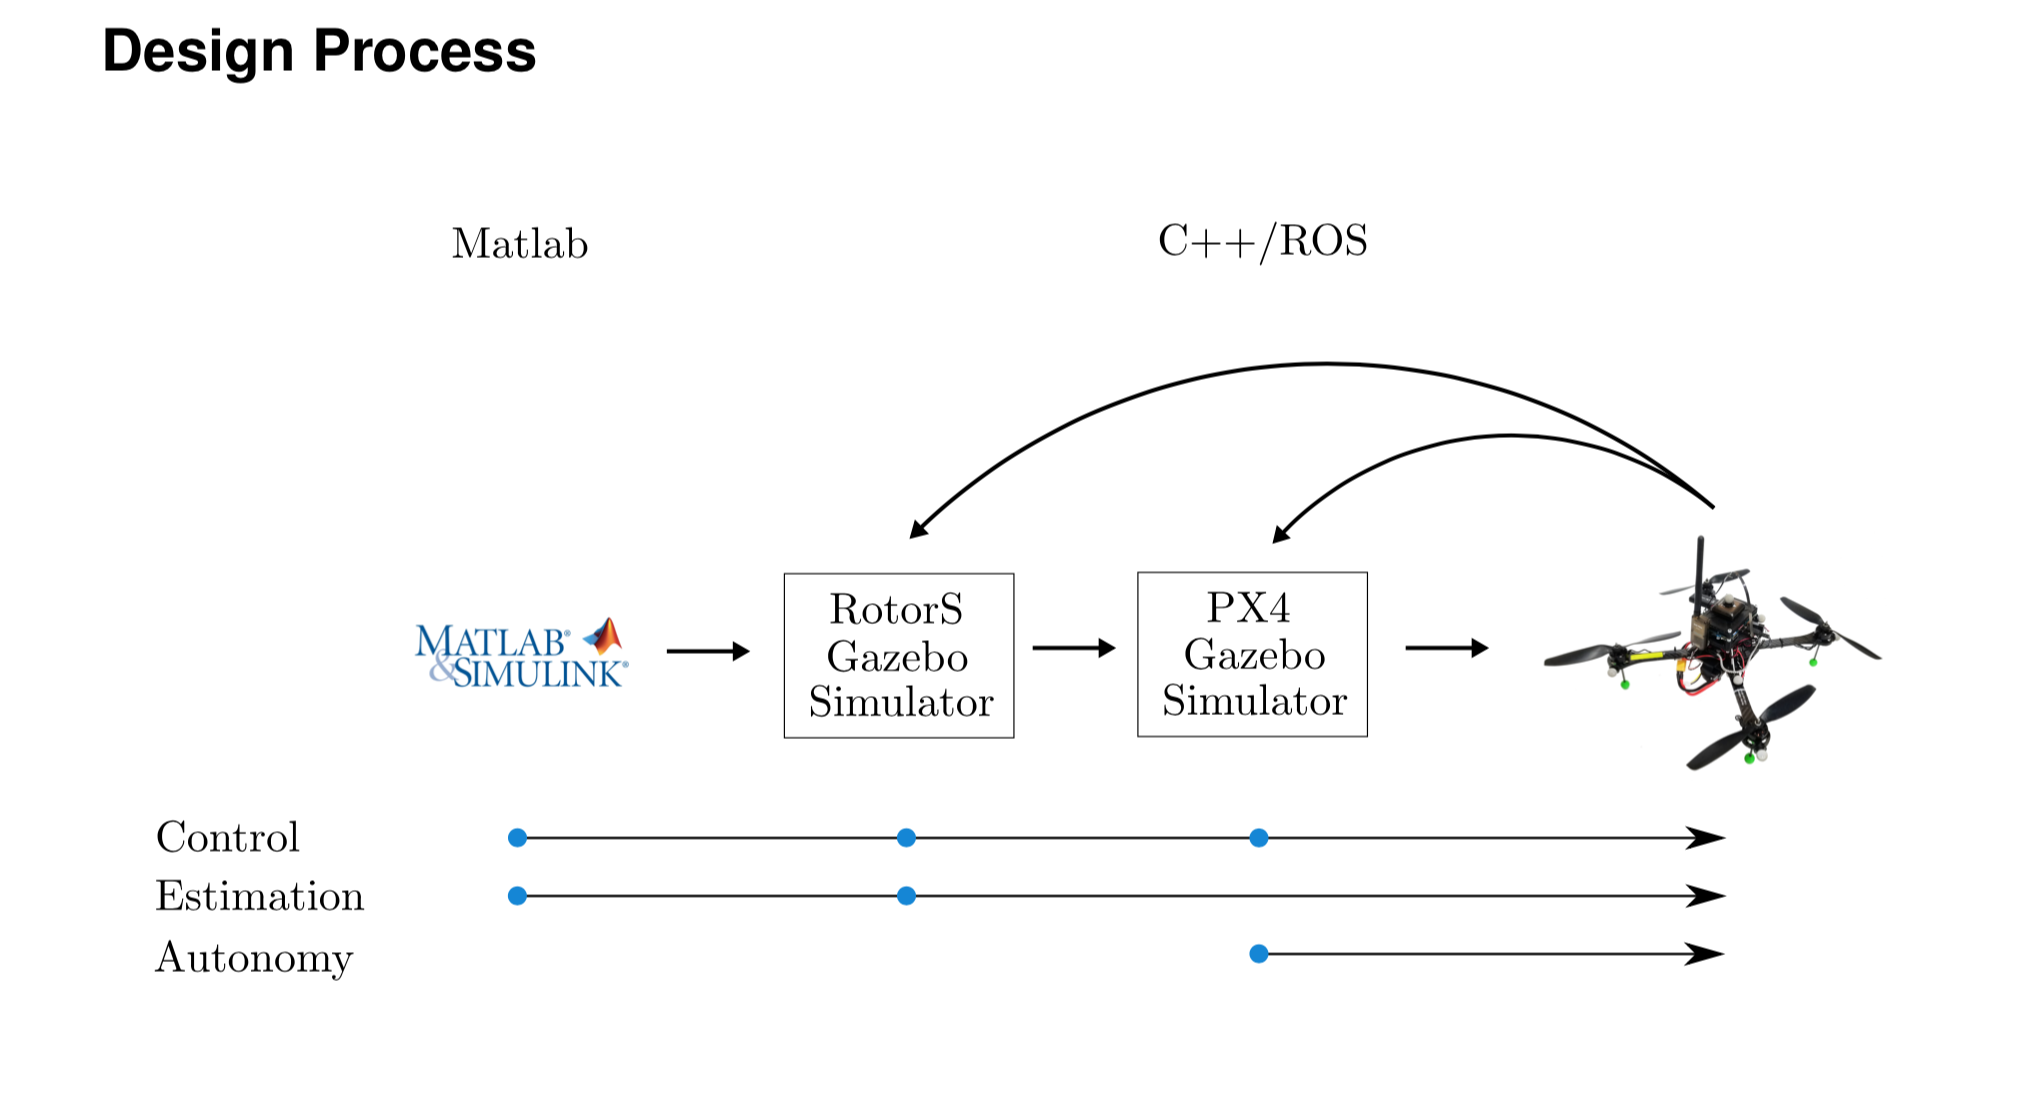 Design Process
Matlab
C++/ROS
MATLAB®
&SIMULINK®
RotorS
Gazebo
Simulator
PX4
Gazebo
Simulator
Control
Estimation
Autonomy